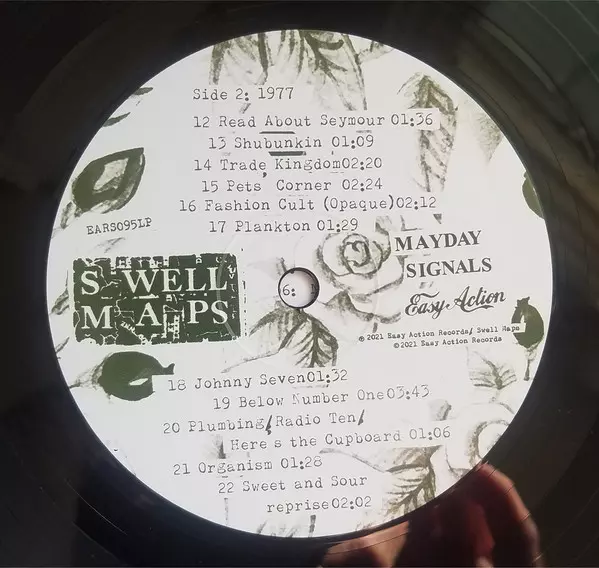 Side 2: 1977
12 Read About Seymour 01:36
13 Shubunkin 01:09
14 Trade Kingdom02:20
15 Pets' Corner 02:24
16 Fashion Cult (Opaque)02:12
17 Plankton 01:29
EARS095LP
SWELL
MAPS
MAYDAY
SIGNALS
Easy Action
℗ 2021 Easy Action Records/ Swell Maps
© 2021 Easy Action Records
18 Johnny Seven01:32
19 Below Number One03:43
20 Plumbing/Radio Ten/
Here s the Cupboard 01:06
21 Organism 01:28
22 Sweet and Sour
reprise02:02